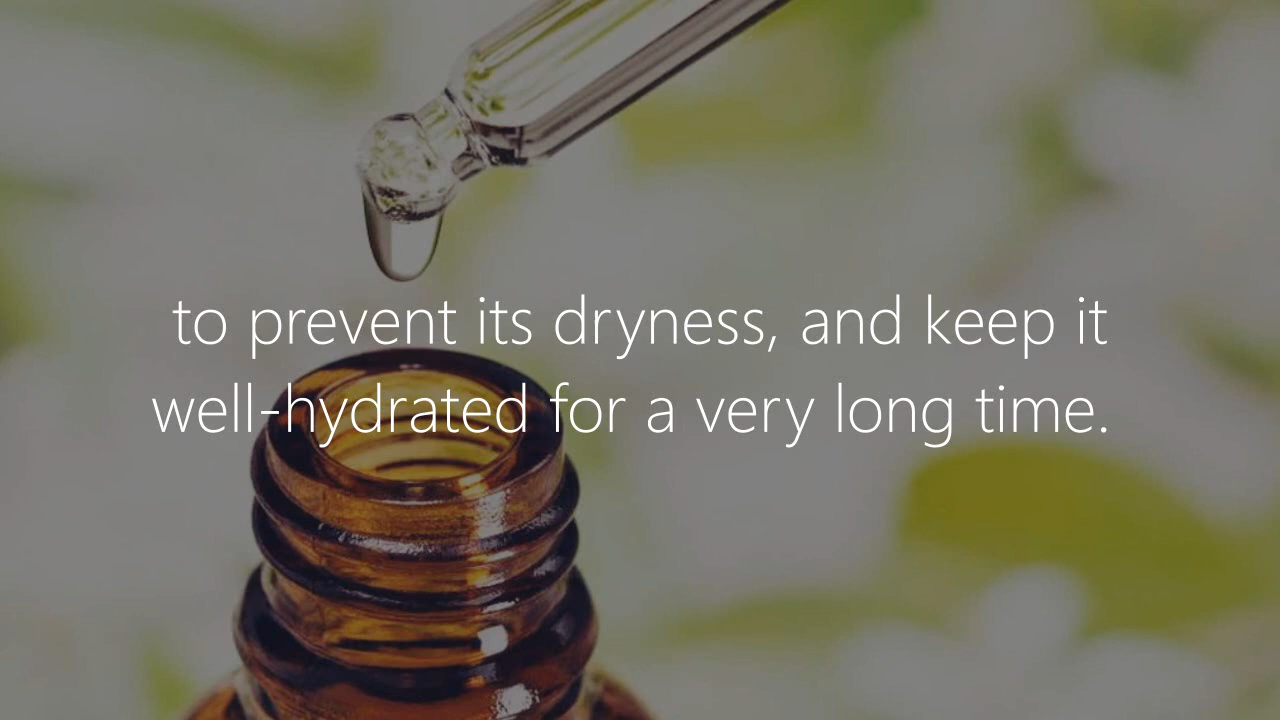 to prevent its dryness, and keep it
well-hydrated for a very long time.